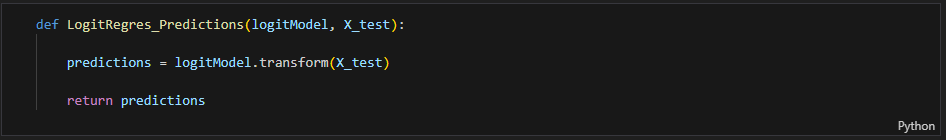 def LogitRegres_Predictions(logitModel, X_test):
predictions = logitModel.transform(X_test)
return predictions
Python